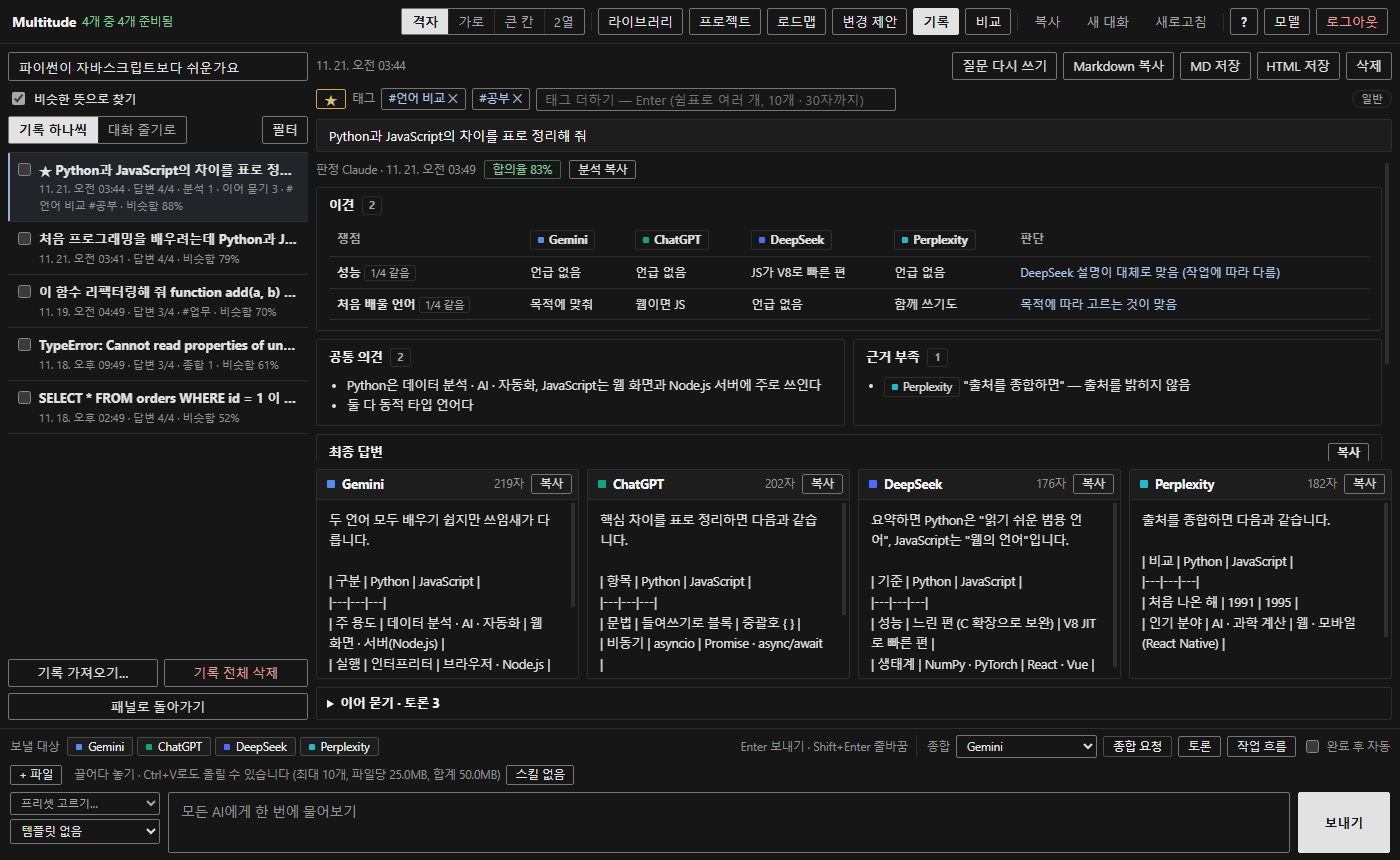 Multitude 4개 중 4개 준비됨
격자 가로 큰 칸 2열 라이브러리 프로젝트 로드맵 변경 제안 기록 비교 복사 새 대화 새로고침 ? 모델 로그아웃
파이썬이 자바스크립트보다 쉬운가요
비슷한 뜻으로 찾기
기록 하나씩 대화 줄기로 필터
★ Python과 JavaScript의 차이를 표로 정...
11. 21. 오전 03:44 · 답변 4/4 · 분석 1 · 이어 묻기 3 · #
언어 비교 #공부 · 비슷함 88%
처음 프로그래밍을 배우려는데 Python과 J...
11. 21. 오전 03:41 · 답변 4/4 · 비슷함 79%
이 함수 리팩터링해 줘 function add(a, b) ...
11. 19. 오전 04:49 · 답변 3/4 · #업무 · 비슷함 70%
TypeError: Cannot read properties of un...
11. 18. 오후 09:49 · 답변 3/4 · 종합 1 · 비슷함 61%
SELECT * FROM orders WHERE id = 1 이 ...
11. 18. 오후 02:49 · 답변 4/4 · 비슷함 52%
기록 가져오기... 기록 전체 삭제
패널로 돌아가기
11. 21. 오전 03:44 질문 다시 쓰기 Markdown 복사 MD 저장 HTML 저장 삭제
★ 태그 #언어 비교 ✕ #공부 ✕ 태그 더하기 — Enter (쉼표로 여러 개, 10개 · 30자까지) 일반
Python과 JavaScript의 차이를 표로 정리해 줘
판정 Claude · 11. 21. 오전 03:49 합의율 83% 분석 복사
이견 2
쟁점 Gemini ChatGPT DeepSeek Perplexity 판단
성능 1/4 같음 언급 없음 언급 없음 JS가 V8로 빠른 편 언급 없음 DeepSeek 설명이 대체로 맞음 (작업에 따라 다름)
처음 배울 언어 1/4 같음 목적에 맞춰 웹이면 JS 언급 없음 함께 쓰기도 목적에 따라 고르는 것이 맞음
공통 의견 2
• Python은 데이터 분석 · AI · 자동화, JavaScript는 웹 화면과 Node.js 서버에 주로 쓰인다
• 둘 다 동적 타입 언어다
근거 부족 1
• Perplexity "출처를 종합하면" — 출처를 밝히지 않음
최종 답변 복사
Gemini 219자 복사
두 언어 모두 배우기 쉽지만 쓰임새가 다
릅니다.
| 구분 | Python | JavaScript |
|---|---|---|
| 주 용도 | 데이터 분석 · AI · 자동화 | 웹
화면 · 서버(Node.js) |
| 실행 | 인터프리터 | 브라우저 · Node.js |
ChatGPT 202자 복사
핵심 차이를 표로 정리하면 다음과 같습
니다.
| 항목 | Python | JavaScript |
|---|---|---|
| 문법 | 들여쓰기로 블록 | 중괄호 { } |
| 비동기 | asyncio | Promise · async/await
|
DeepSeek 176자 복사
요약하면 Python은 "읽기 쉬운 범용 언
어", JavaScript는 "웹의 언어"입니다.
| 기준 | Python | JavaScript |
|---|---|---|
| 성능 | 느린 편 (C 확장으로 보완) | V8 JIT
로 빠른 편 |
| 생태계 | NumPy · PyTorch | React · Vue |
Perplexity 182자 복사
출처를 종합하면 다음과 같습니다.
| 비교 | Python | JavaScript |
|---|---|---|
| 처음 나온 해 | 1991 | 1995 |
| 인기 분야 | AI · 과학 계산 | 웹 · 모바일
(React Native) |
▶ 이어 묻기 · 토론 3
보낼 대상 Gemini ChatGPT DeepSeek Perplexity Enter 보내기 · Shift+Enter 줄바꿈 종합 Gemini 종합 요청 토론 작업 흐름 완료 후 자동
+ 파일 끌어다 놓기 · Ctrl+V로도 올릴 수 있습니다 (최대 10개, 파일당 25.0MB, 합계 50.0MB) 스킬 없음
프리셋 고르기...
템플릿 없음
모든 AI에게 한 번에 물어보기
보내기